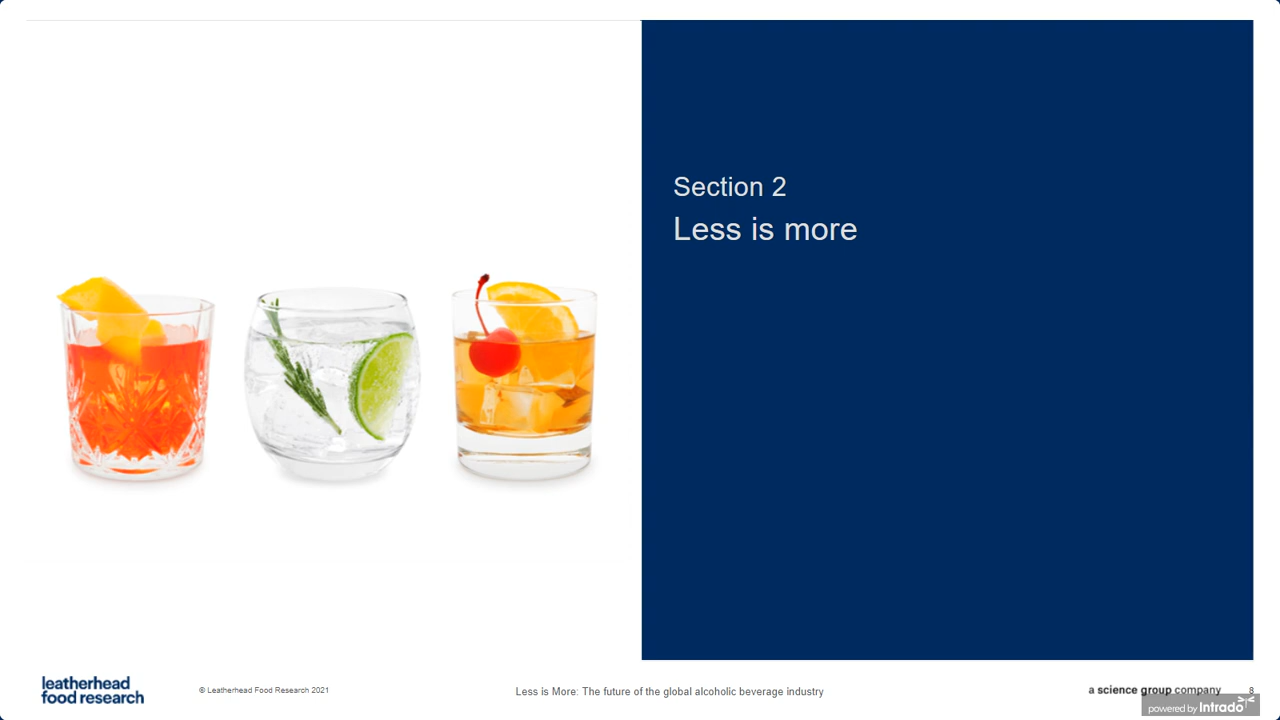 Section 2
Less is more
leatherhead
food research
© Leatherhead Food Research 2021
Less is More: The future of the global alcoholic beverage industry
a science group company
8
powered by Intrado